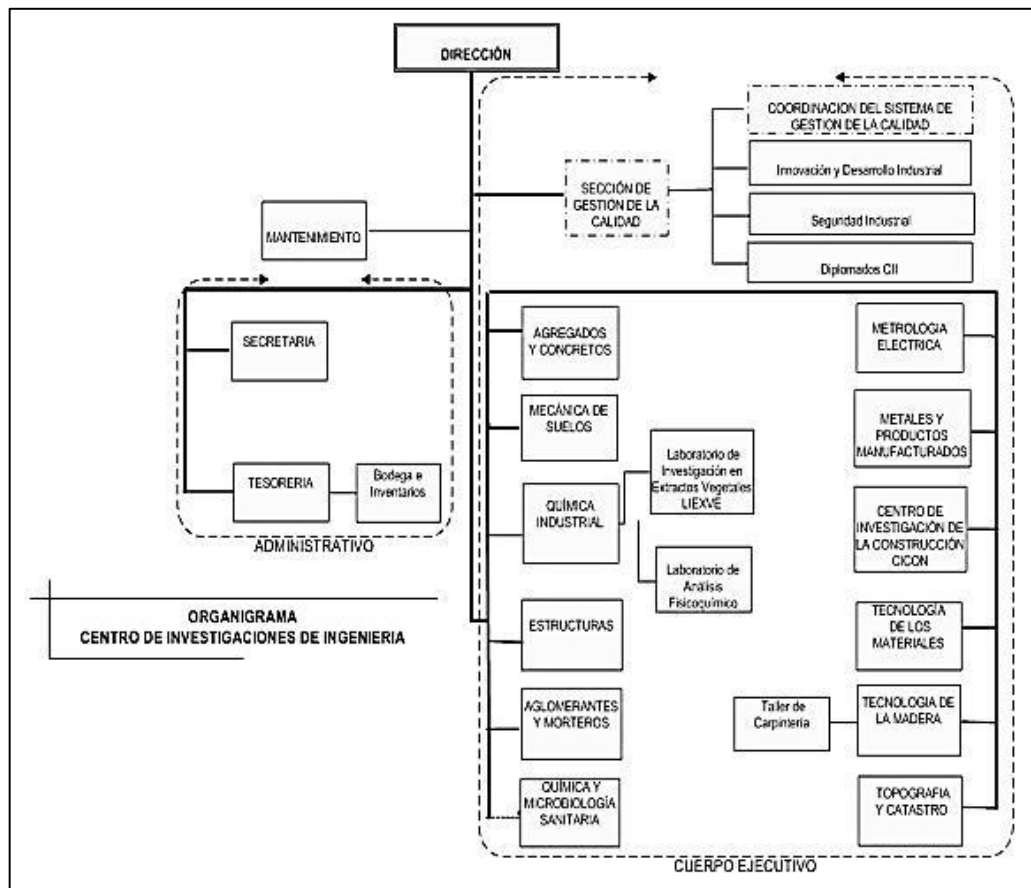 DIRECCIÓN
COORDINACION DEL SISTEMA DE
GESTION DE LA CALIDAD
Innovación y Desarrollo Industrial
SECCIÓN DE
GESTIÓN DE LA
CALIDAD
Seguridad Industrial
Diplomados CII
MANTENIMIENTO
SECRETARIA
TESORERIA
Bodega e
Inventarios
ADMINISTRATIVO
ORGANIGRAMA
CENTRO DE INVESTIGACIONES DE INGENIERIA
AGREGADOS
Y CONCRETOS
MECÁNICA DE
SUELOS
QUÍMICA
INDUSTRIAL
Laboratorio de
Investigación en
Extractos Vegetales
LIEXVE
Laboratorio de
Análisis
Fisicoquímico
ESTRUCTURAS
AGLOMERANTES
Y MORTEROS
QUÍMICA Y
MICROBIOLOGÍA
SANITARIA
METROLOGIA
ELECTRICA
METALES Y
PRODUCTOS
MANUFACTURADOS
CENTRO DE
INVESTIGACIÓN DE
LA CONSTRUCCIÓN
CICON
TECNOLOGÍA
DE LOS
MATERIALES
Taller de
Carpintería
TECNOLOGIA DE
LA MADERA
TOPOGRAFIA
Y CATASTRO
CUERPO EJECUTIVO